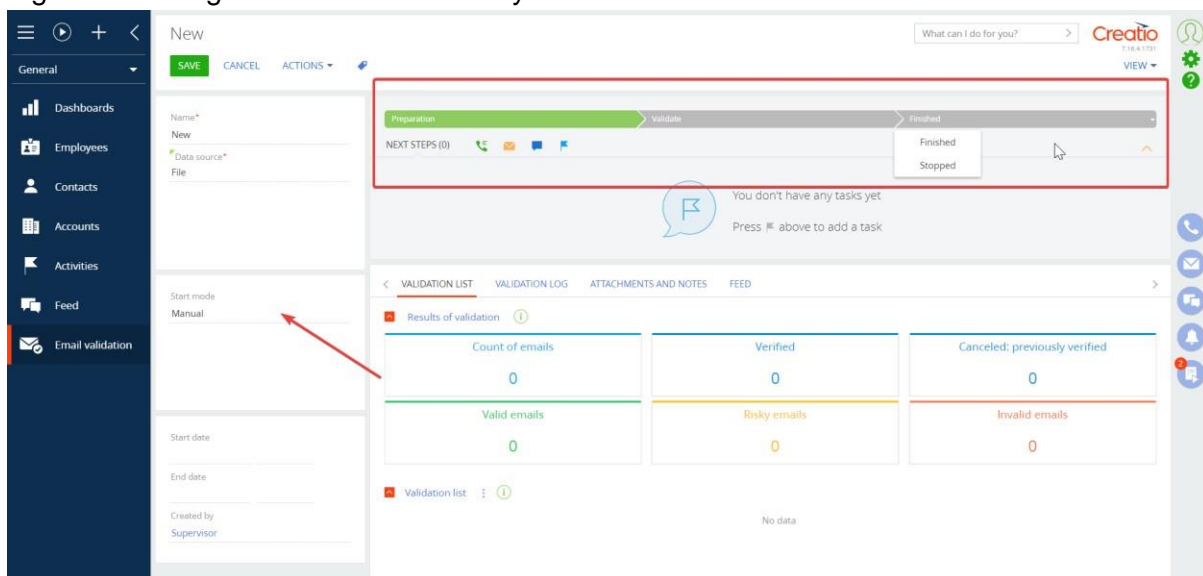 New
What can I do for you?
Creatio
7.16.4.1731
General
SAVE CANCEL ACTIONS
VIEW
Dashboards
Employees
Contacts
Accounts
Activities
Feed
Email validation
Name*
New
Data source*
File
Start mode
Manual
Start date
End date
Created by
Supervisor
Preparation Validate Finished
NEXT STEPS (0)
Finished
Stopped
You don't have any tasks yet
Press above to add a task
VALIDATION LIST VALIDATION LOG ATTACHMENTS AND NOTES FEED
Results of validation
Count of emails Verified Canceled: previously verified
0 0 0
Valid emails Risky emails Invalid emails
0 0 0
Validation list
No data
2